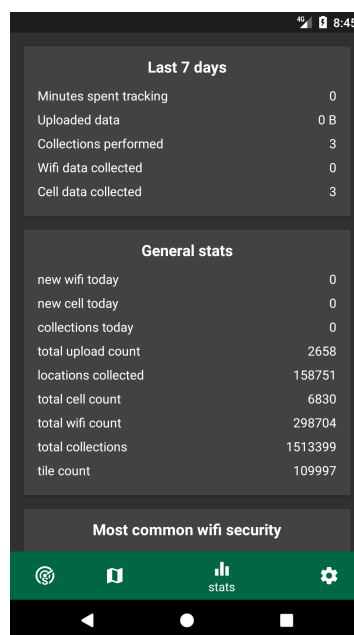 4G 8:45
Last 7 days
Minutes spent tracking 0
Uploaded data 0 B
Collections performed 3
Wifi data collected 0
Cell data collected 3
General stats
new wifi today 0
new cell today 0
collections today 0
total upload count 2658
locations collected 158751
total cell count 6830
total wifi count 298704
total collections 1513399
tile count 109997
Most common wifi security
stats